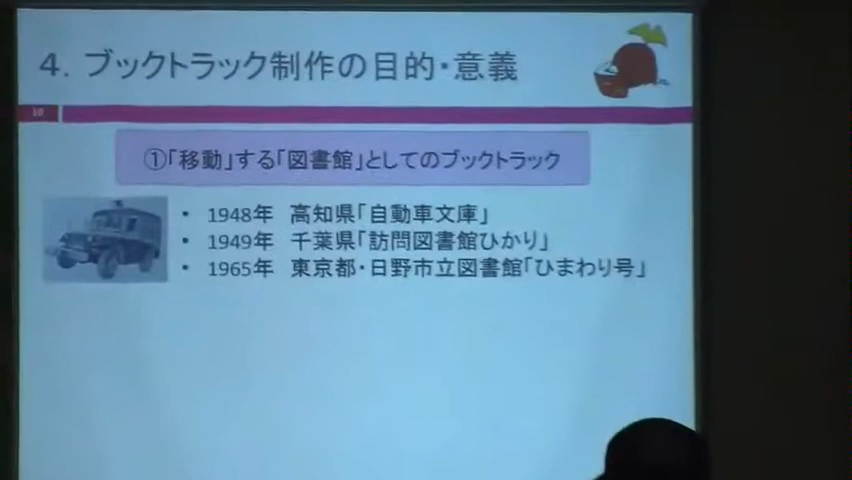 4. ブックトラック制作の目的・意義
10
①「移動」する「図書館」としてのブックトラック
• 1948年 高知県「自動車文庫」
• 1949年 千葉県「訪問図書館ひかり」
• 1965年 東京都・日野市立図書館「ひまわり号」